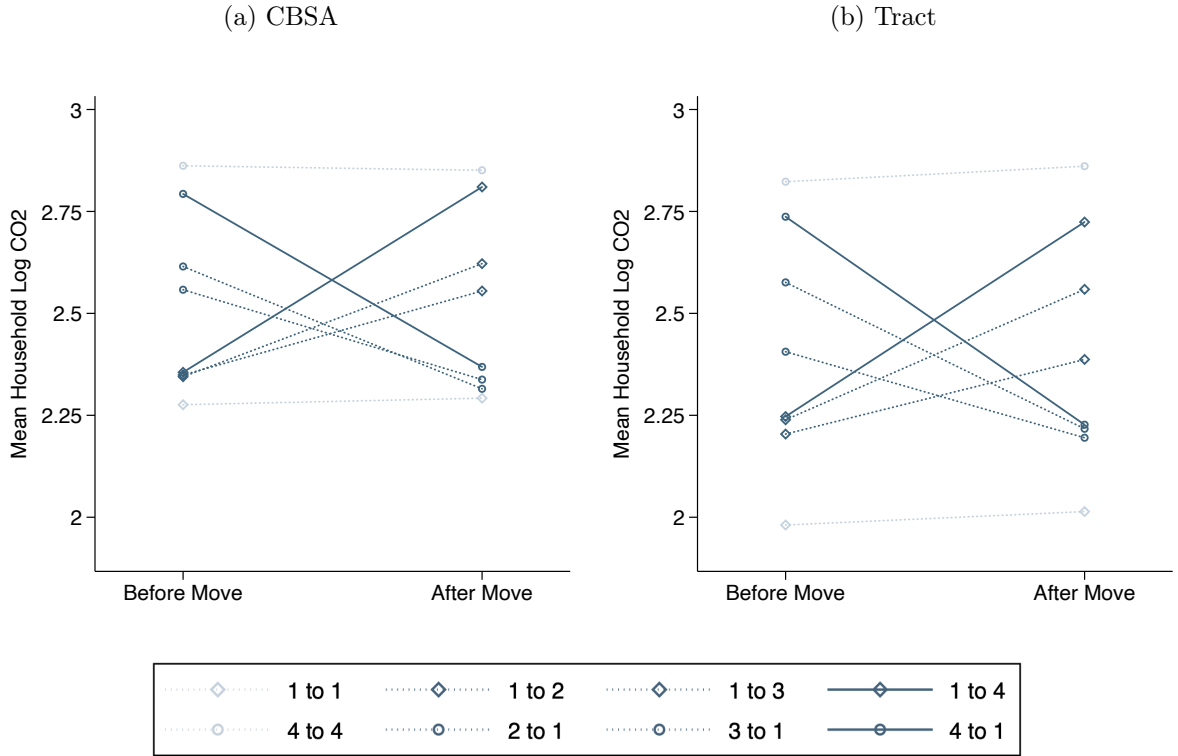 (a) CBSA
(b) Tract
Mean Household Log CO2
3
2.75
2.5
2.25
2
Before Move
After Move
Mean Household Log CO2
3
2.75
2.5
2.25
2
Before Move
After Move
1 to 1
1 to 2
1 to 3
1 to 4
4 to 4
2 to 1
3 to 1
4 to 1